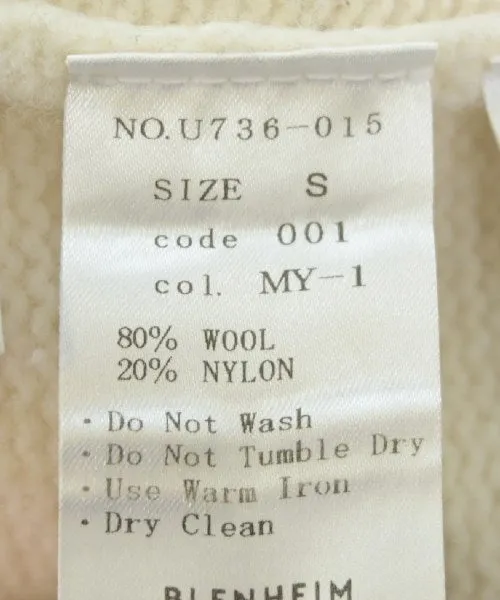 NO.U736-015
SIZE S
code 001
col. MY-1
80% WOOL
20% NYLON
・Do Not Wash
・Do Not Tumble Dry
・Use Warm Iron
・Dry Clean
BLENHEIM